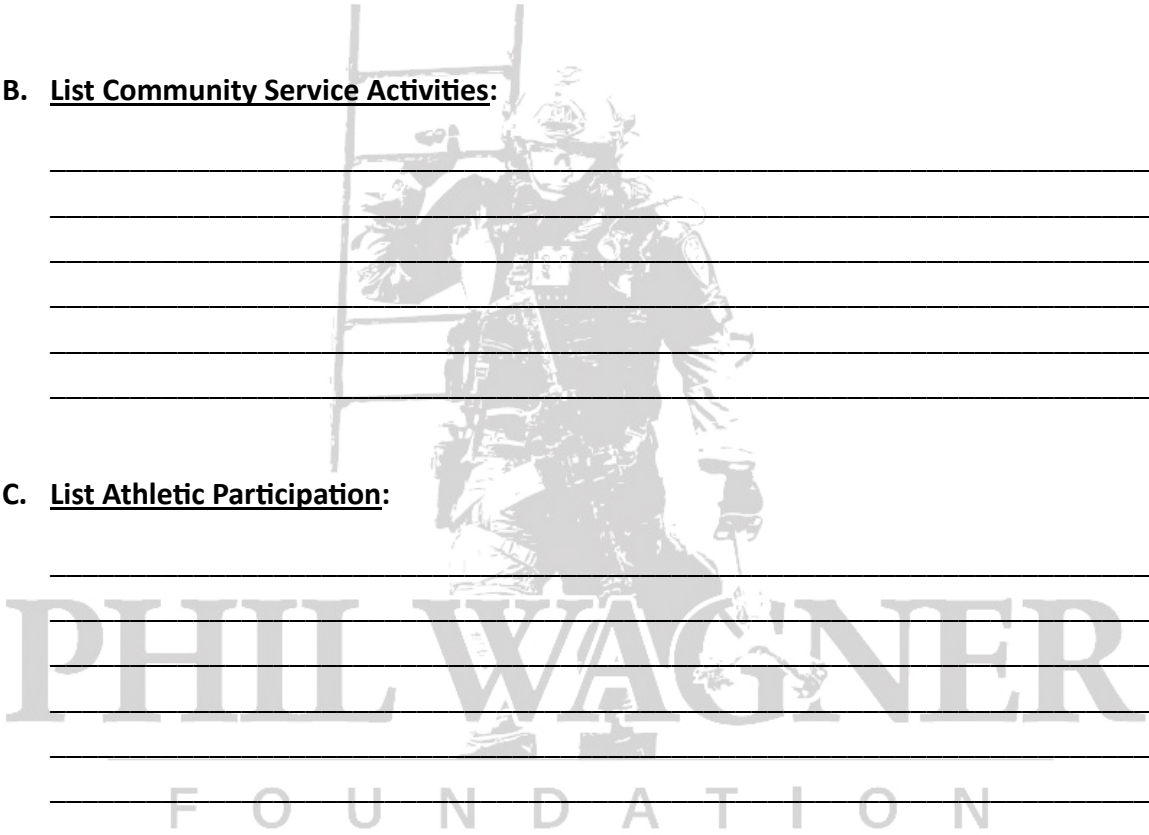 B. List Community Service Activities:
C. List Athletic Participation:
PHIL WAGNER
FOUNDATION